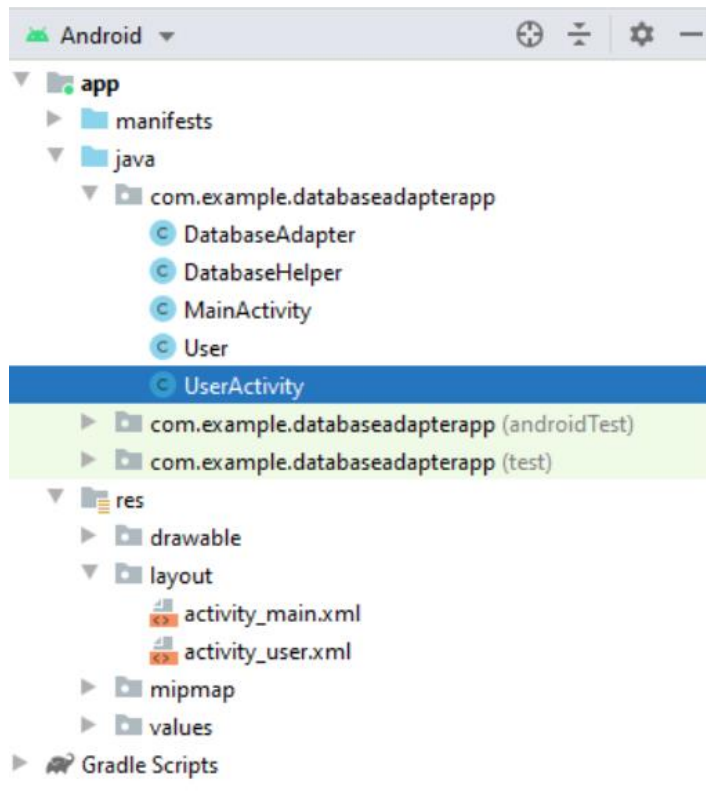 Android
app
manifests
java
com.example.databaseadapterapp
C DatabaseAdapter
C DatabaseHelper
C MainActivity
C User
C UserActivity
com.example.databaseadapterapp (androidTest)
com.example.databaseadapterapp (test)
res
drawable
layout
activity_main.xml
activity_user.xml
mipmap
values
Gradle Scripts